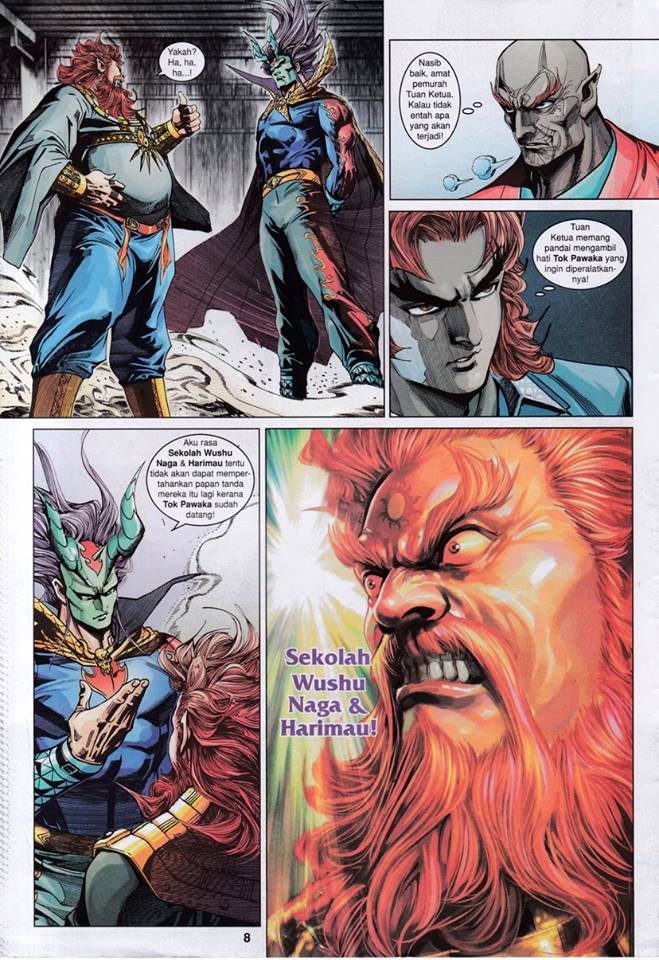 Yakah?
Ha, ha,
ha...!
Nasib
baik, amat
pemurah
Tuan Ketua.
Kalau tidak
entah apa
yang akan
terjadi!
Tuan
Ketua memang
pandai mengambil
hati Tok Pawaka yang
ingin diperalatkan-
nya!
Aku rasa
Sekolah Wushu
Naga & Harimau tentu
tidak akan dapat memper-
tahankan papan tanda
mereka itu lagi kerana
Tok Pawaka sudah
datang!
Sekolah
Wushu
Naga &
Harimau!
8